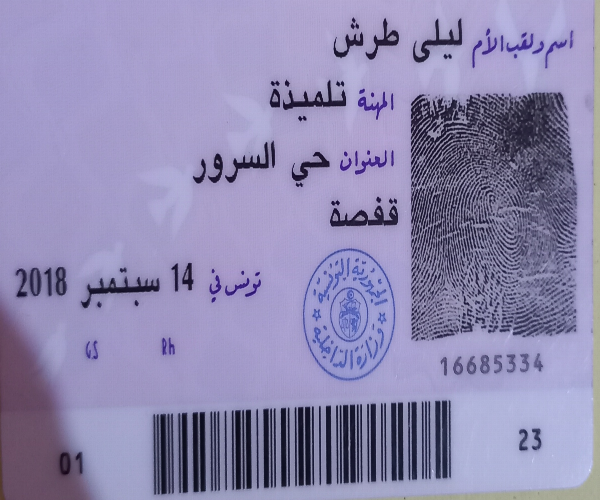 اسم ولقب الأم ليلى طرش
المهنة تلميذة
العنوان حي السرور
قفصة
تونس في 14 سبتمبر 2018
GS Rh
الجمهورية التونسية
وزارة الداخلية
16685334
23
01